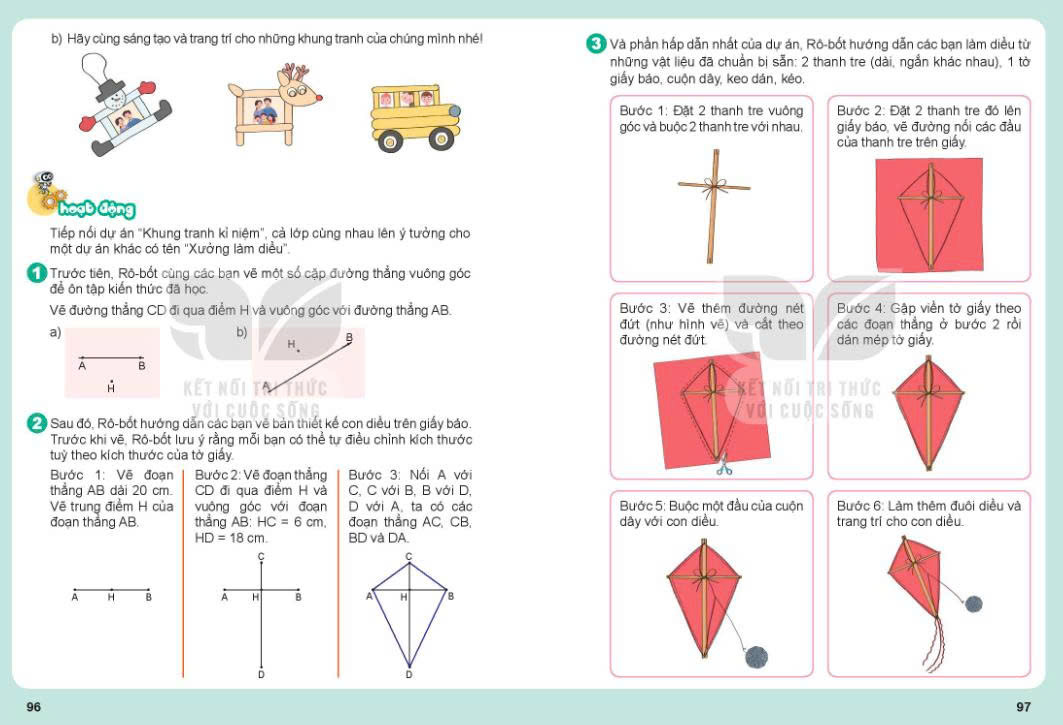 b) Hãy cùng sáng tạo và trang trí cho những khung tranh của chúng mình nhé!
hoạt động
Tiếp nối dự án “Khung tranh kỉ niệm”, cả lớp cùng nhau lên ý tưởng cho
một dự án khác có tên “Xưởng làm diều”.
1 Trước tiên, Rô-bốt cùng các bạn vẽ một số cặp đường thẳng vuông góc
để ôn tập kiến thức đã học.
Vẽ đường thẳng CD đi qua điểm H và vuông góc với đường thẳng AB.
a)
b)
A B
H
H
B
A
KẾT NỐI TRI THỨC
VỚI CUỘC SỐNG
2 Sau đó, Rô-bốt hướng dẫn các bạn vẽ bản thiết kế con diều trên giấy báo.
Trước khi vẽ, Rô-bốt lưu ý rằng mỗi bạn có thể tự điều chỉnh kích thước
tuỳ theo kích thước của tờ giấy.
Bước 1: Vẽ đoạn
thẳng AB dài 20 cm.
Vẽ trung điểm H của
đoạn thẳng AB.
A H B
Bước 2: Vẽ đoạn thẳng
CD đi qua điểm H và
vuông góc với đoạn
thẳng AB: HC = 6 cm,
HD = 18 cm.
C
A H B
D
Bước 3: Nối A với
C, C với B, B với D,
D với A, ta có các
đoạn thẳng AC, CB,
BD và DA.
C
A H B
D
96
3 Và phần hấp dẫn nhất của dự án, Rô-bốt hướng dẫn các bạn làm diều từ
những vật liệu đã chuẩn bị sẵn: 2 thanh tre (dài, ngắn khác nhau), 1 tờ
giấy báo, cuộn dây, keo dán, kéo.
Bước 1: Đặt 2 thanh tre vuông
góc và buộc 2 thanh tre với nhau.
Bước 2: Đặt 2 thanh tre đó lên
giấy báo, vẽ đường nối các đầu
của thanh tre trên giấy.
Bước 3: Vẽ thêm đường nét
đứt (như hình vẽ) và cắt theo
đường nét đứt.
Bước 4: Gập viền tờ giấy theo
các đoạn thẳng ở bước 2 rồi
dán mép tờ giấy.
KẾT NỐI TRI THỨC
VỚI CUỘC SỐNG
Bước 5: Buộc một đầu của cuộn
dây với con diều.
Bước 6: Làm thêm đuôi diều và
trang trí cho con diều.
97